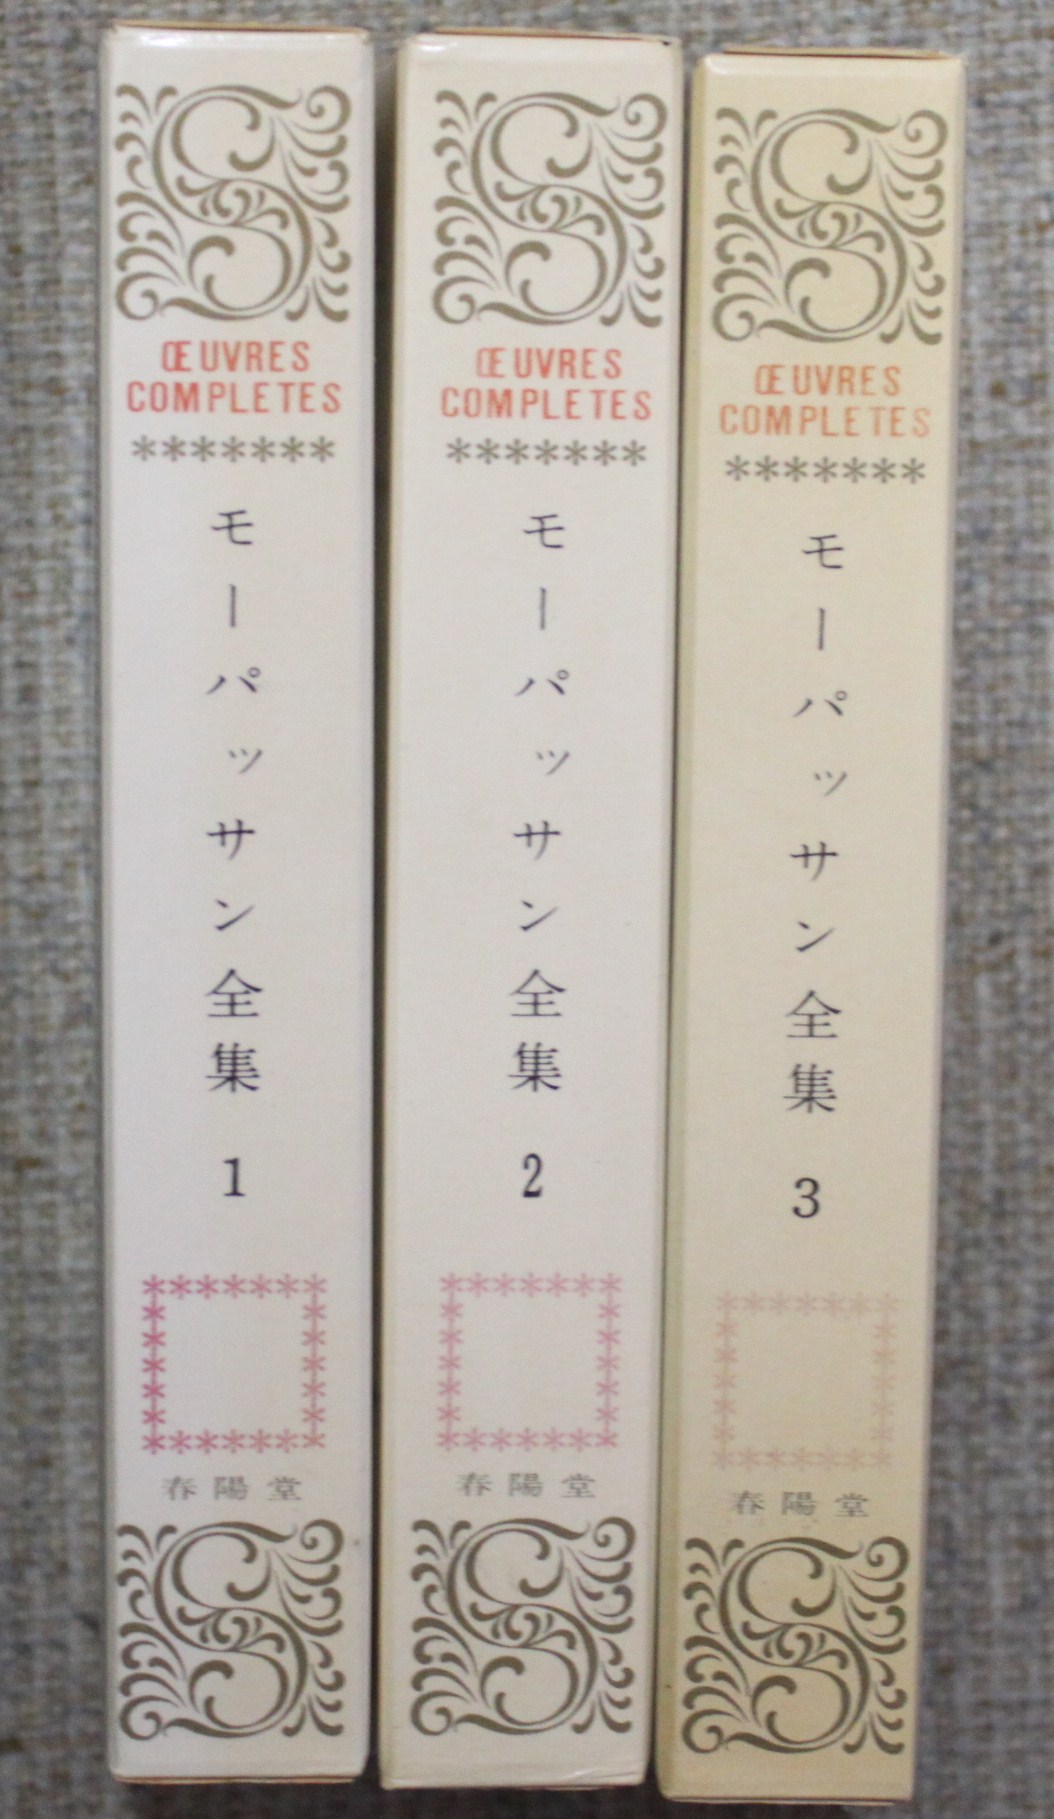 ŒUVRES
COMPLETES
*******
モーパッサン全集 1
春陽堂
ŒUVRES
COMPLETES
*******
モーパッサン全集 2
春陽堂
ŒUVRES
COMPLETES
*******
モーパッサン全集 3
春陽堂